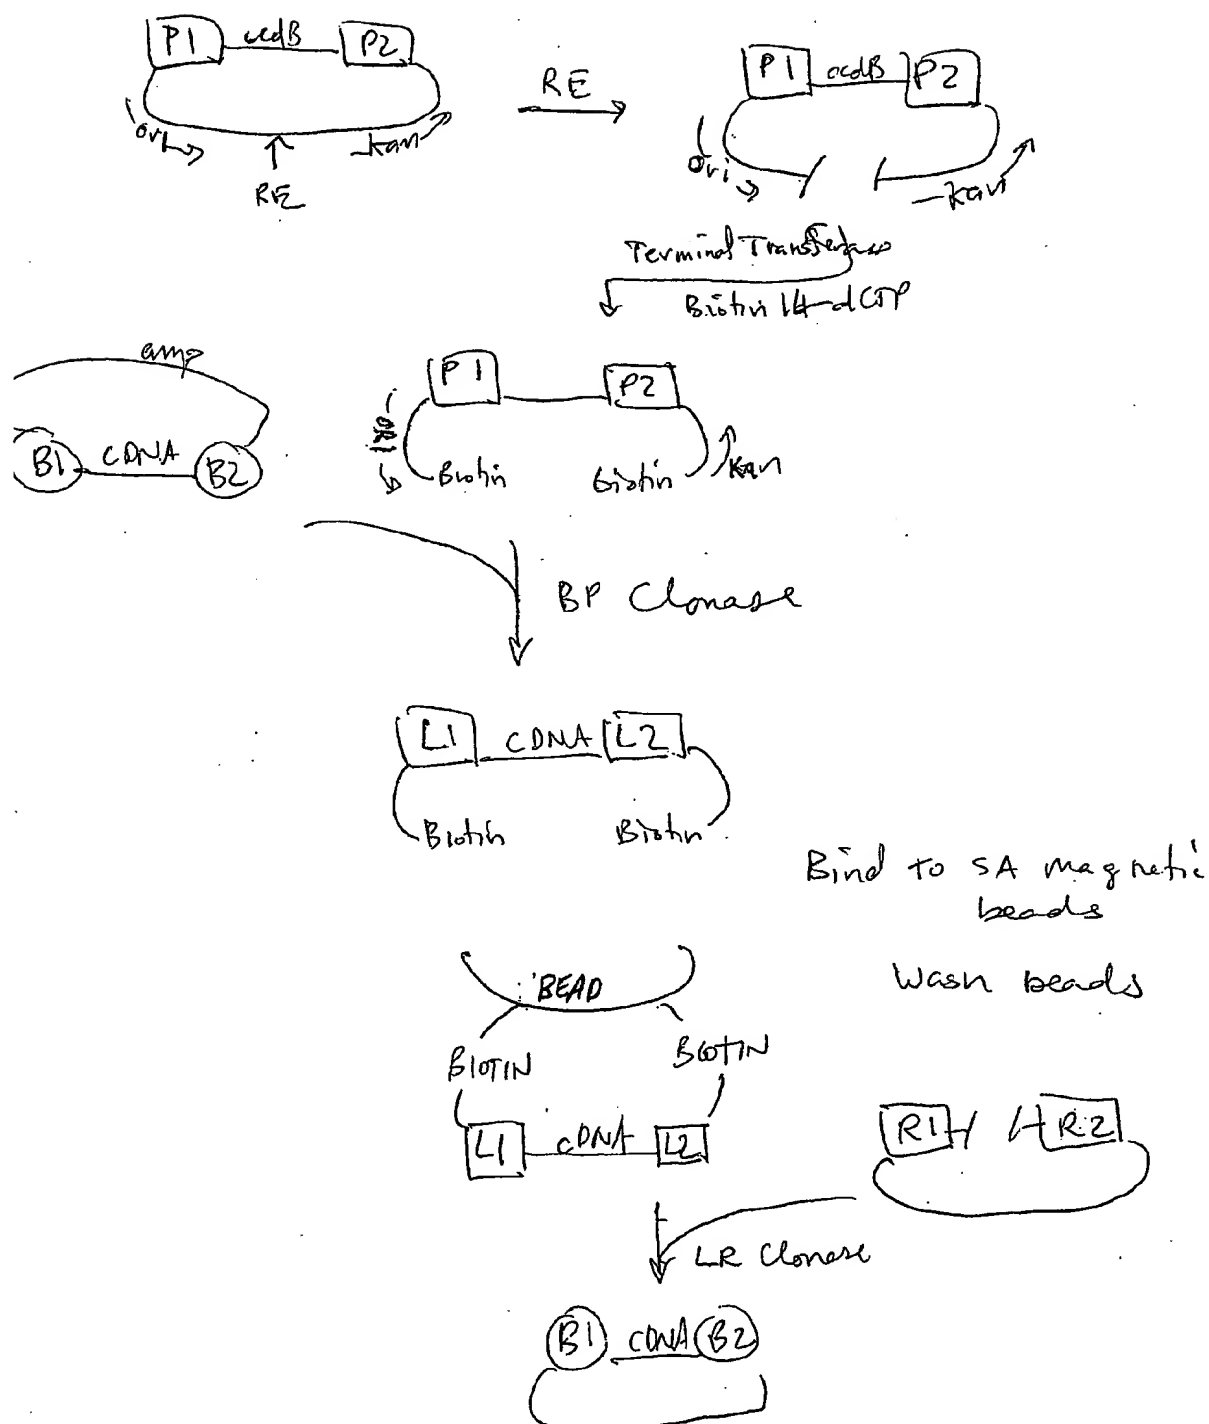 P1 ccdB P2
ori kan
RE
RE
P1 ccdB P2
Ori kan
Terminal Transferase
Biotin 14-dCTP
amp
B1 CDNA B2
P1 P2
ORI Biotin Biotin Kan
BP Clonase
L1 CDNA L2
Biotin Biotin
Bind to SA magnetic
beads
Wash beads
BEAD
BIOTIN BIOTIN
L1 cDNA L2
R1 R2
LR Clonase
B1 CDNA B2